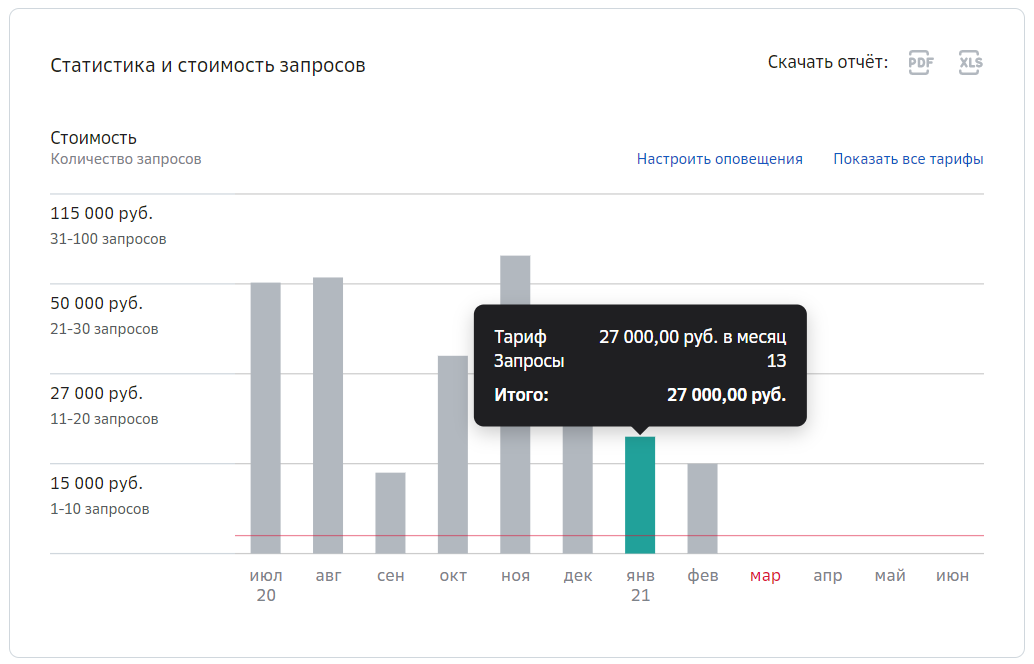 Статистика и стоимость запросов
Скачать отчёт: PDF XLS
Стоимость
Количество запросов
Настроить оповещения Показать все тарифы
115 000 руб.
31-100 запросов
50 000 руб.
21-30 запросов
27 000 руб.
11-20 запросов
15 000 руб.
1-10 запросов
Тариф 27 000,00 руб. в месяц
Запросы 13
Итого: 27 000,00 руб.
июл авг сен окт ноя дек янв фев мар апр май июн
20 21